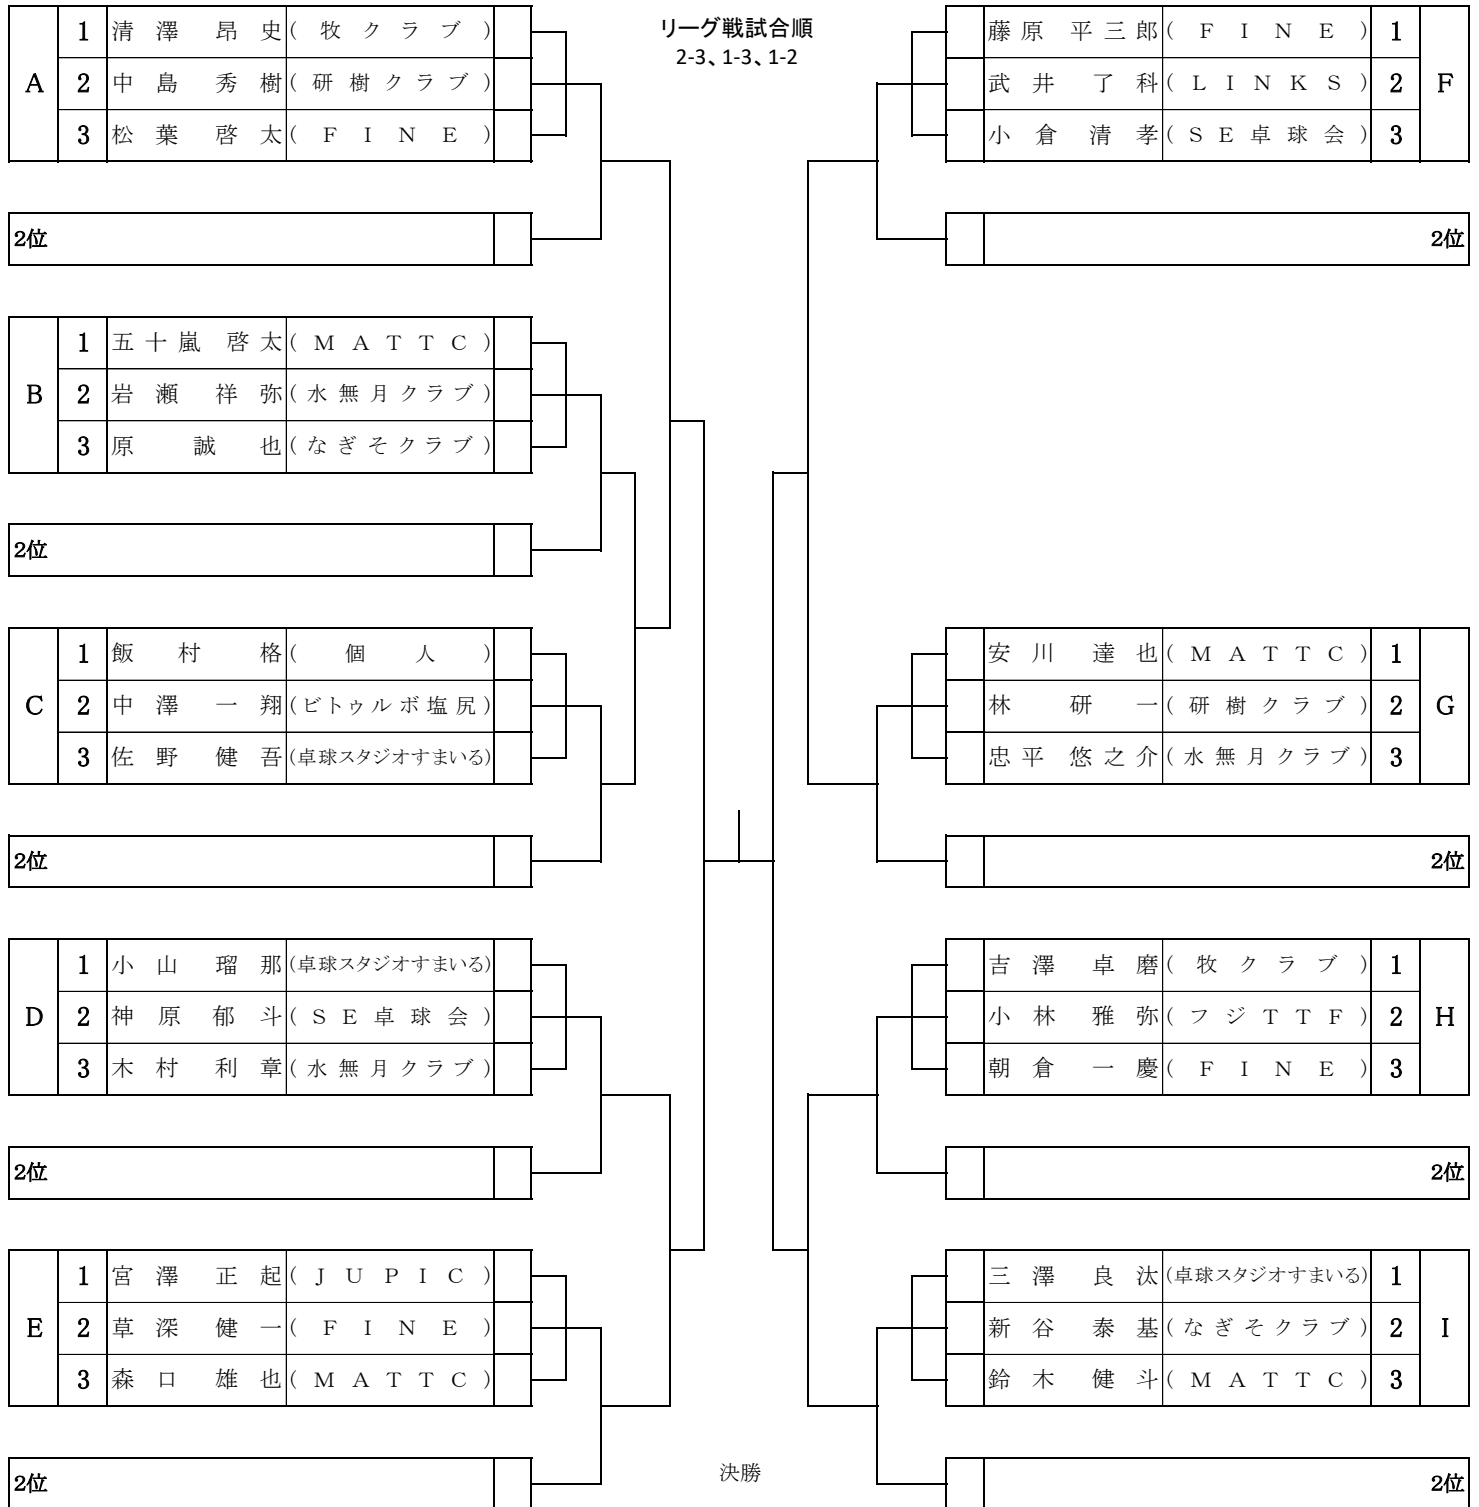 リーグ戦試合順
2-3、1-3、1-2
A
1 清澤 昂史 (牧クラブ)
2 中島 秀樹 (研樹クラブ)
3 松葉 啓太 (FINE)
2位
B
1 五十嵐 啓太 (MATTC)
2 岩瀬 祥弥 (水無月クラブ)
3 原 誠也 (なぎそクラブ)
2位
C
1 飯村 格 (個人)
2 中澤 一翔 (ビトゥルボ塩尻)
3 佐野 健吾 (卓球スタジオすまいる)
2位
D
1 小山 瑠那 (卓球スタジオすまいる)
2 神原 郁斗 (SE卓球会)
3 木村 利章 (水無月クラブ)
2位
E
1 宮澤 正起 (JUPIC)
2 草深 健一 (FINE)
3 森口 雄也 (MATTC)
2位
藤原 平三郎 (FINE) 1
武井 了科 (LINKS) 2
小倉 清孝 (SE卓球会) 3
F
2位
安川 達也 (MATTC) 1
林 研一 (研樹クラブ) 2
忠平 悠之介 (水無月クラブ) 3
G
2位
吉澤 卓磨 (牧クラブ) 1
小林 雅弥 (フジTTF) 2
朝倉 一慶 (FINE) 3
H
2位
三澤 良汰 (卓球スタジオすまいる) 1
新谷 泰基 (なぎそクラブ) 2
鈴木 健斗 (MATTC) 3
I
2位
決勝